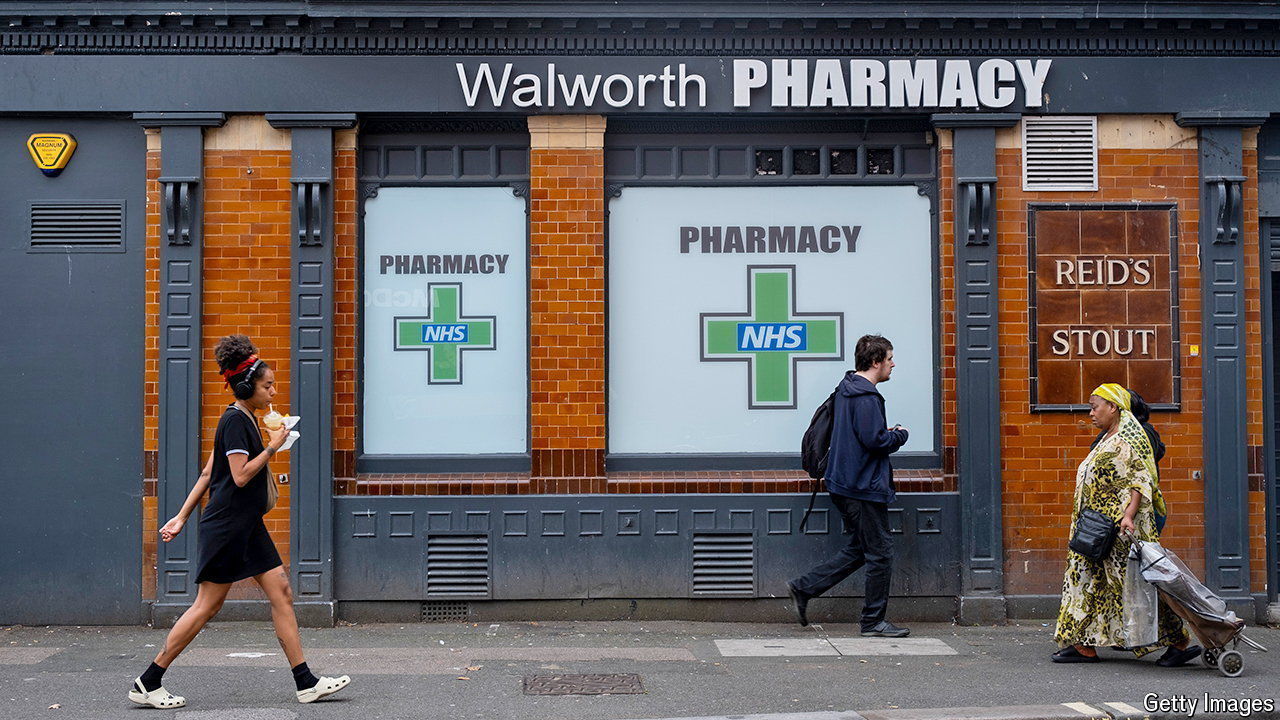 Walworth PHARMACY
MAGNUM
PHARMACY
NHS
PHARMACY
NHS
REID'S
STOUT
Getty Images